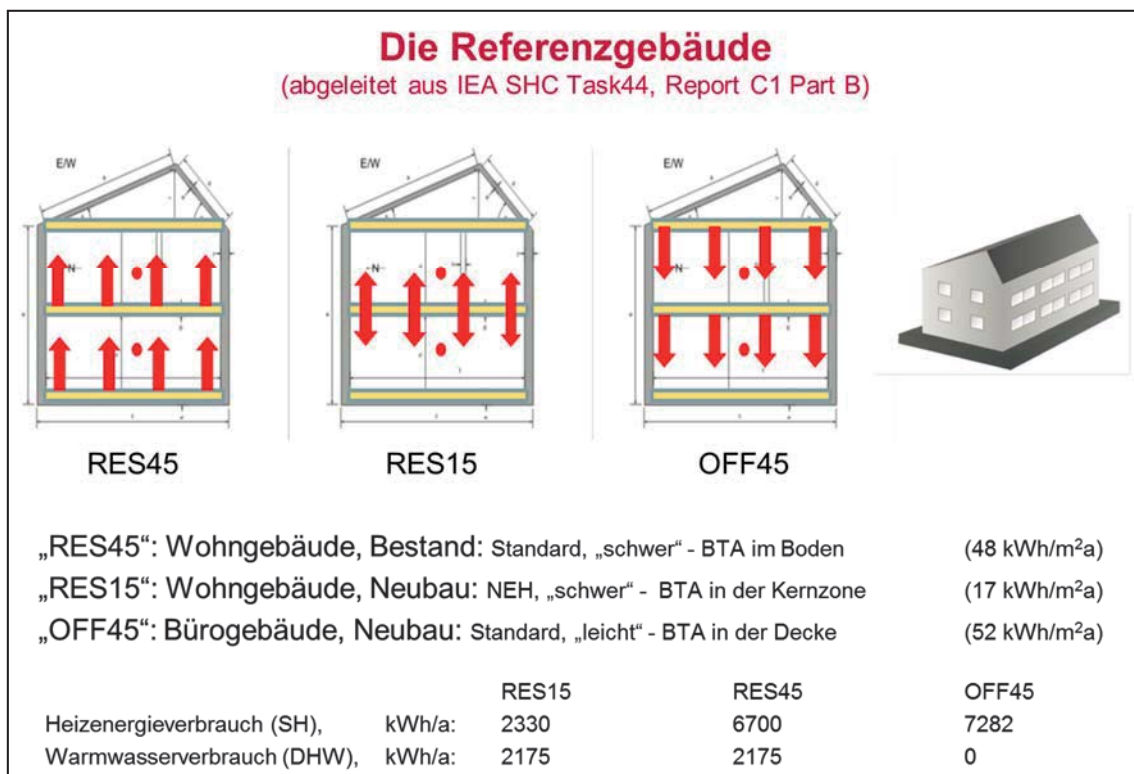 Die Referenzgebäude
(abgeleitet aus IEA SHC Task44, Report C1 Part B)
E/W E/W E/W
N N N
RES45 RES15 OFF45
„RES45“: Wohngebäude, Bestand: Standard, „schwer“ - BTA im Boden (48 kWh/m²a)
„RES15“: Wohngebäude, Neubau: NEH, „schwer“ - BTA in der Kernzone (17 kWh/m²a)
„OFF45“: Bürogebäude, Neubau: Standard, „leicht“ - BTA in der Decke (52 kWh/m²a)
RES15 RES45 OFF45
Heizenergieverbrauch (SH), kWh/a: 2330 6700 7282
Warmwasserverbrauch (DHW), kWh/a: 2175 2175 0